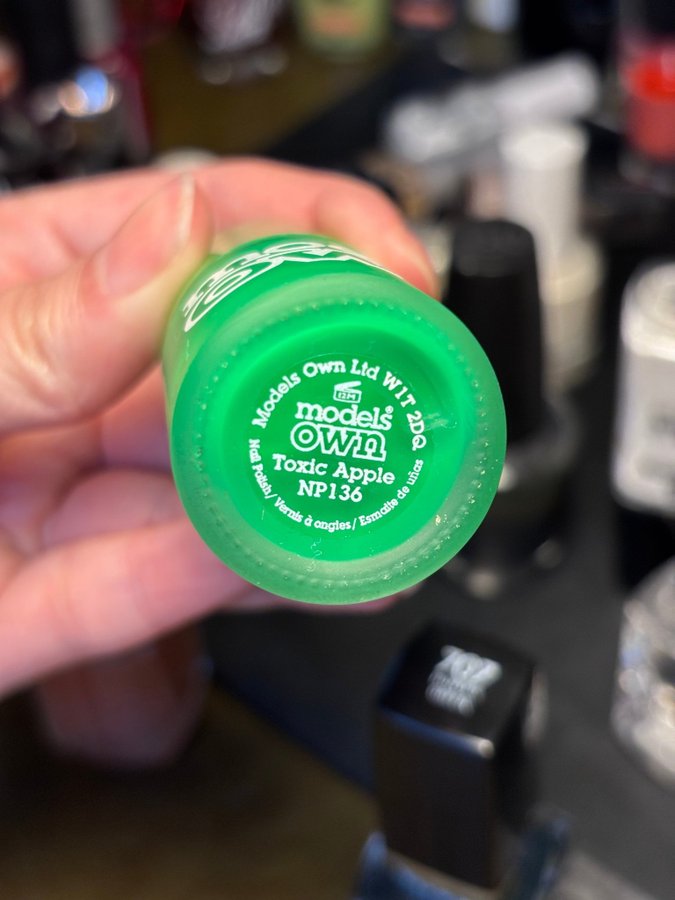 Models Own Ltd W1T 2DQ
12M
models®
own
Toxic Apple
NP136
Nail Polish / Vernis à ongles / Esmalte de uñas